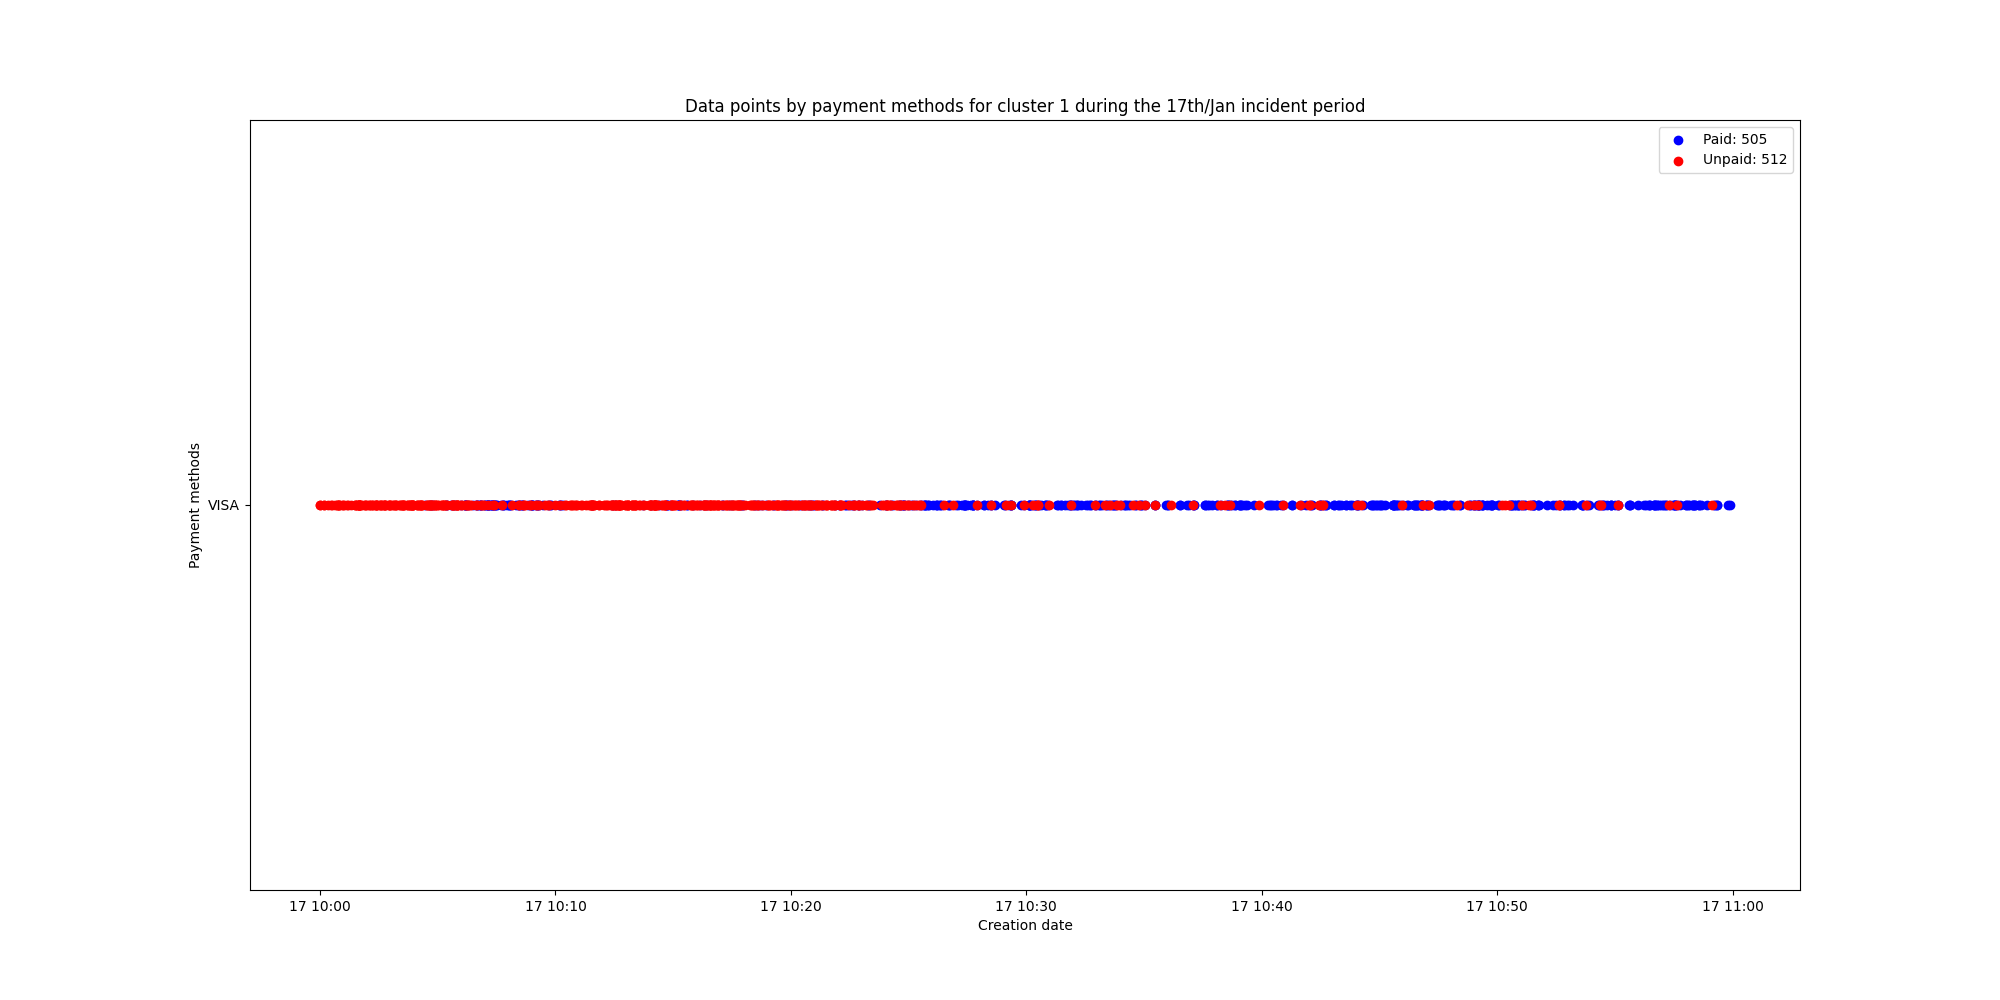 Data points by payment methods for cluster 1 during the 17th/Jan incident period
Paid: 505
Unpaid: 512
Payment methods
VISA
17 10:00
17 10:10
17 10:20
17 10:30
17 10:40
17 10:50
17 11:00
Creation date